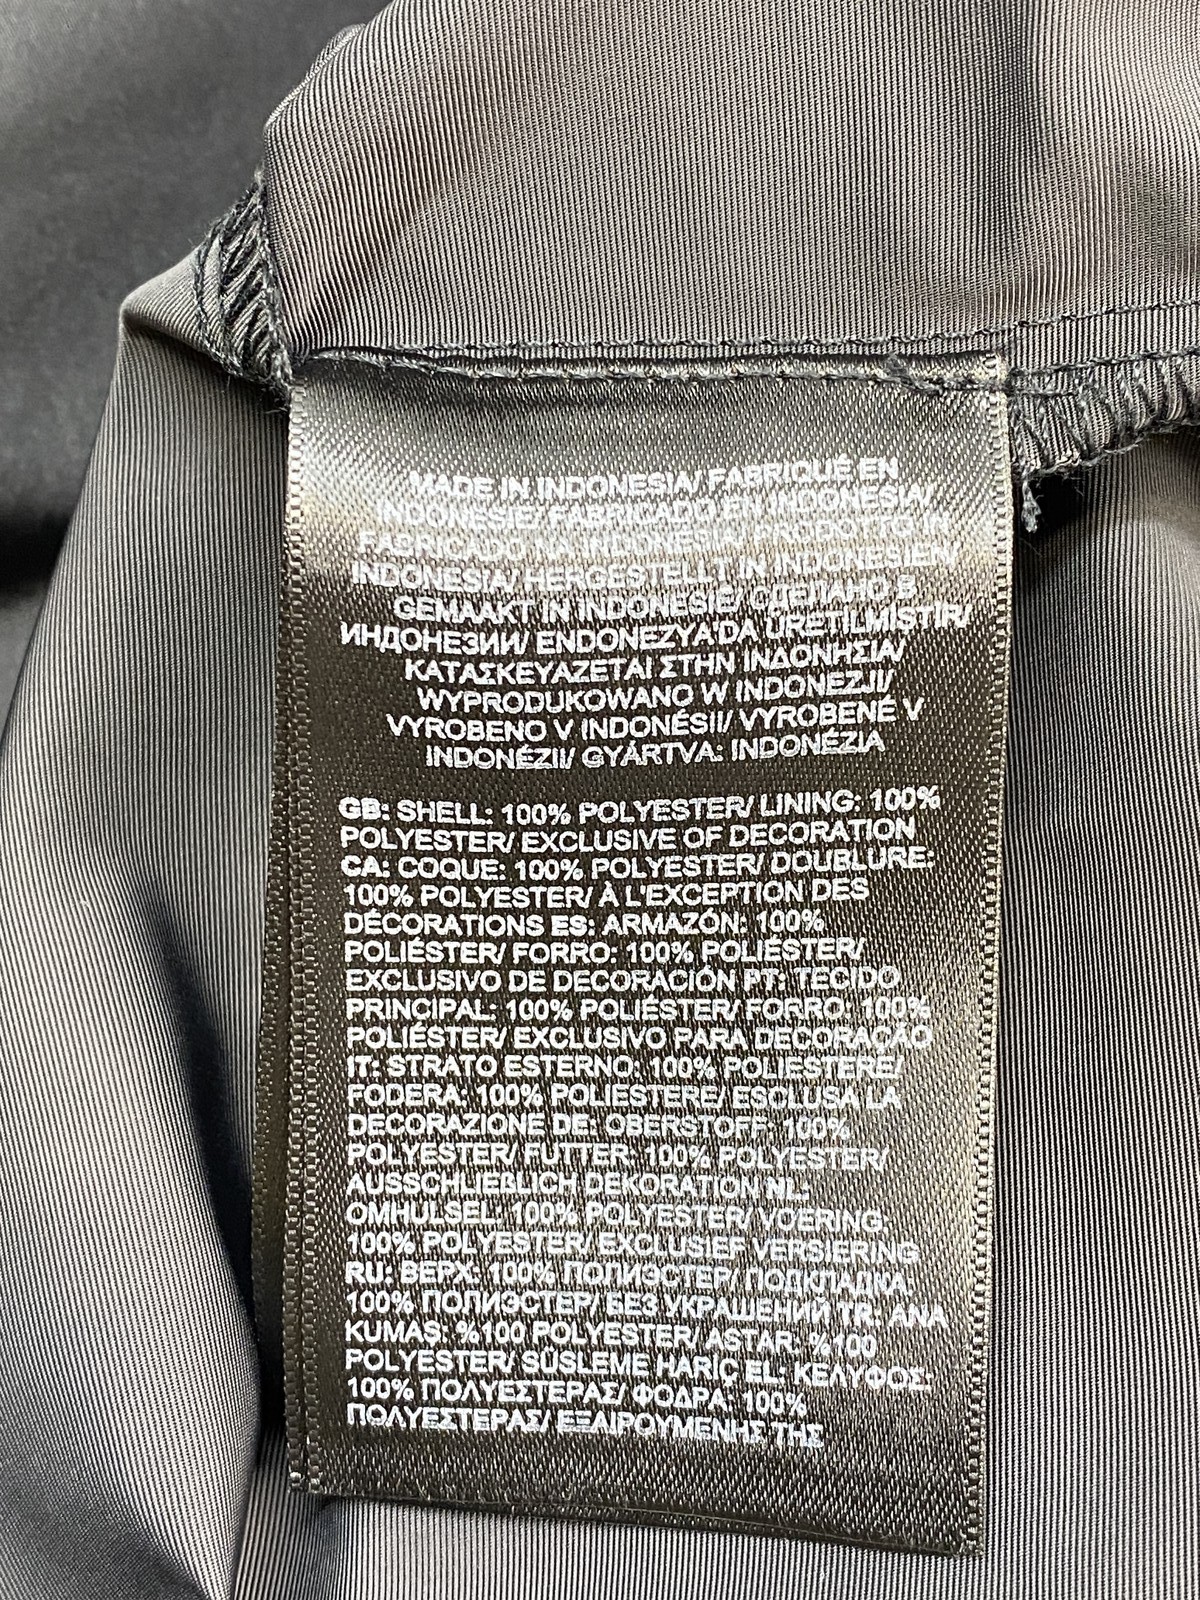 MADE IN INDONESIA/ FABRIQUÉ EN
INDONESIE/ FABRICADO EN INDONESIA/
FABRICADO NA INDONESIA/ PRODOTTO IN
INDONESIA/ HERGESTELLT IN INDONESIEN/
GEMAAKT IN INDONESIË/ СДЕЛАНО В
ИНДОНЕЗИИ/ ENDONEZYA'DA ÜRETİLMİŞTİR/
ΚΑΤΑΣΚΕΥΑΖΕΤΑΙ ΣΤΗΝ ΙΝΔΟΝΗΣΙΑ/
WYPRODUKOWANO W INDONEZJI/
VYROBENO V INDONÉSII/ VYROBENÉ V
INDONÉZII/ GYÁRTVA: INDONÉZIA
GB: SHELL: 100% POLYESTER/ LINING: 100%
POLYESTER/ EXCLUSIVE OF DECORATION
CA: COQUE: 100% POLYESTER/ DOUBLURE:
100% POLYESTER/ À L'EXCEPTION DES
DÉCORATIONS ES: ARMAZÓN: 100%
POLIÉSTER/ FORRO: 100% POLIÉSTER/
EXCLUSIVO DE DECORACIÓN PT: TECIDO
PRINCIPAL: 100% POLIÉSTER/ FORRO: 100%
POLIÉSTER/ EXCLUSIVO PARA DECORAÇÃO
IT: STRATO ESTERNO: 100% POLIESTERE/
FODERA: 100% POLIESTERE/ ESCLUSA LA
DECORAZIONE DE: OBERSTOFF: 100%
POLYESTER/ FUTTER: 100% POLYESTER/
AUSSCHLIEßLICH DEKORATION NL:
OMHULSEL: 100% POLYESTER/ VOERING:
100% POLYESTER/ EXCLUSIEF VERSIERING
RU: ВЕРХ: 100% ПОЛИЭСТЕР/ ПОДКЛАДКА:
100% ПОЛИЭСТЕР/ БЕЗ УКРАШЕНИЙ TR: ANA
KUMAŞ: %100 POLYESTER/ ASTAR: %100
POLYESTER/ SÜSLEME HARİÇ EL: ΚΕΛΥΦΟΣ:
100% ΠΟΛΥΕΣΤΕΡΑΣ/ ΦΟΔΡΑ: 100%
ΠΟΛΥΕΣΤΕΡΑΣ/ ΕΞΑΙΡΟΥΜΕΝΗΣ ΤΗΣ